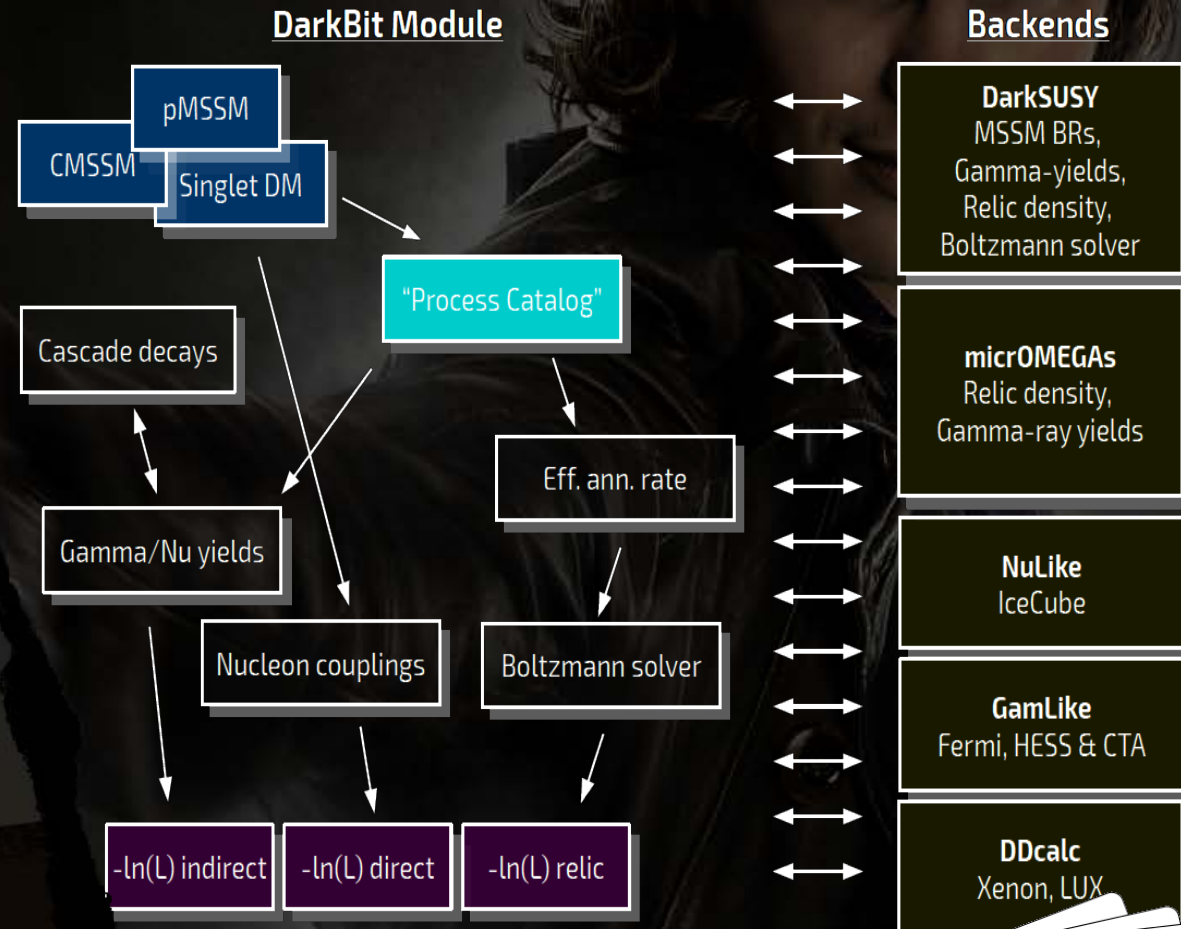 DarkBit Module
pMSSM
CMSSM
Singlet DM
“Process Catalog”
Cascade decays
Eff. ann. rate
Gamma/Nu yields
Nucleon couplings
Boltzmann solver
-ln(L) indirect
-ln(L) direct
-ln(L) relic
Backends
DarkSUSY
MSSM BRs,
Gamma-yields,
Relic density,
Boltzmann solver
micrOMEGAs
Relic density,
Gamma-ray yields
NuLike
IceCube
GamLike
Fermi, HESS & CTA
DDcalc
Xenon, LUX